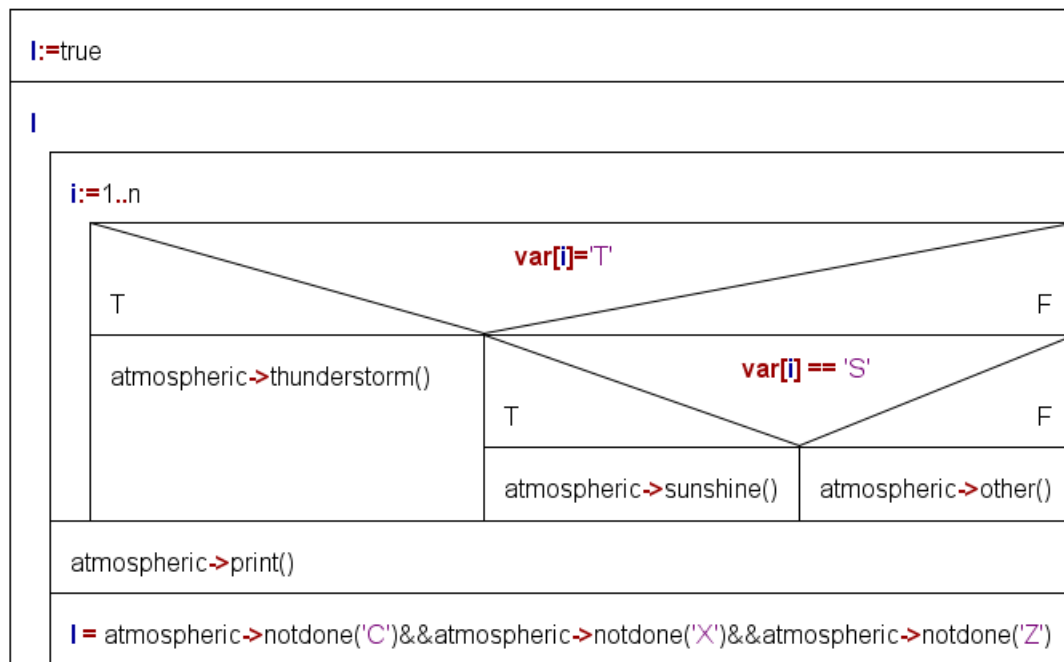 l:=true
l
i:=1..n
var[i]='T'
T
F
atmospheric->thunderstorm()
var[i] == 'S'
T
F
atmospheric->sunshine()
atmospheric->other()
atmospheric->print()
l = atmospheric->notdone('C')&&atmospheric->notdone('X')&&atmospheric->notdone('Z')